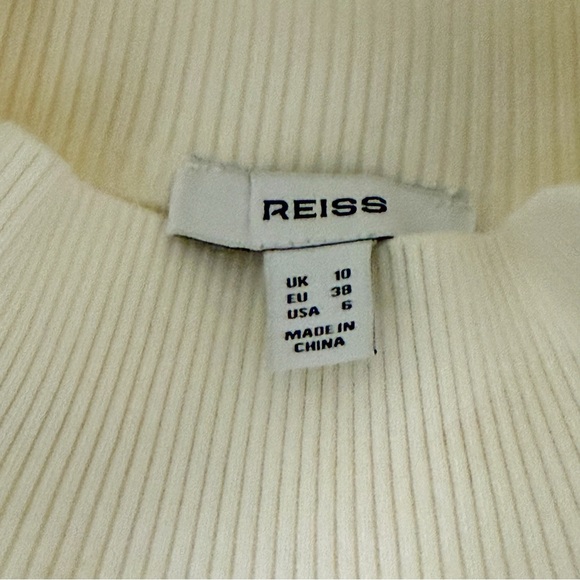 REISS
UK 10
EU 38
USA 6
MADE IN
CHINA